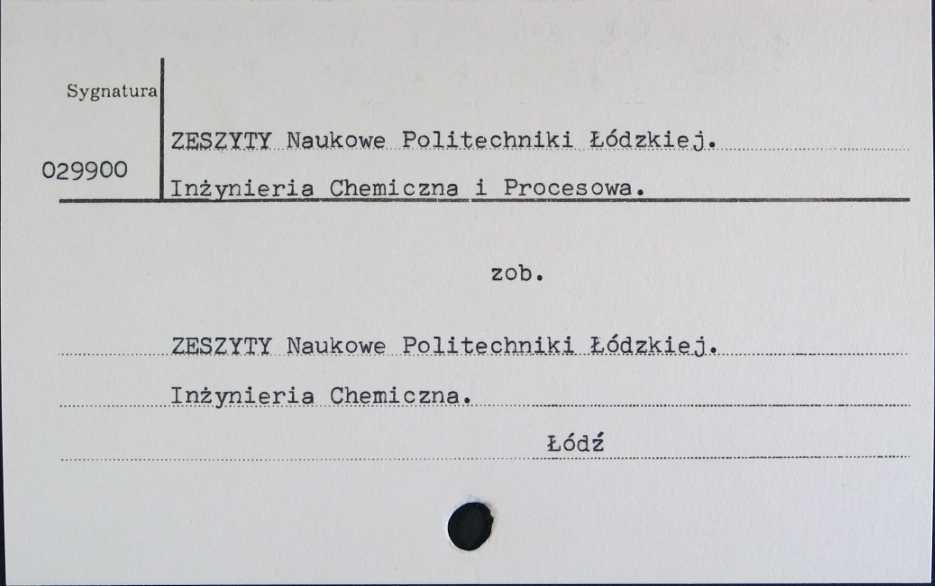 Sygnatura
ZESZYTY Naukowe Politechniki Łódzkiej.
029900
Inżynieria Chemiczna i Procesowa.
zob.
ZESZYTY Naukowe Politechniki Łódzkiej.
Inżynieria Chemiczna.
Łódź